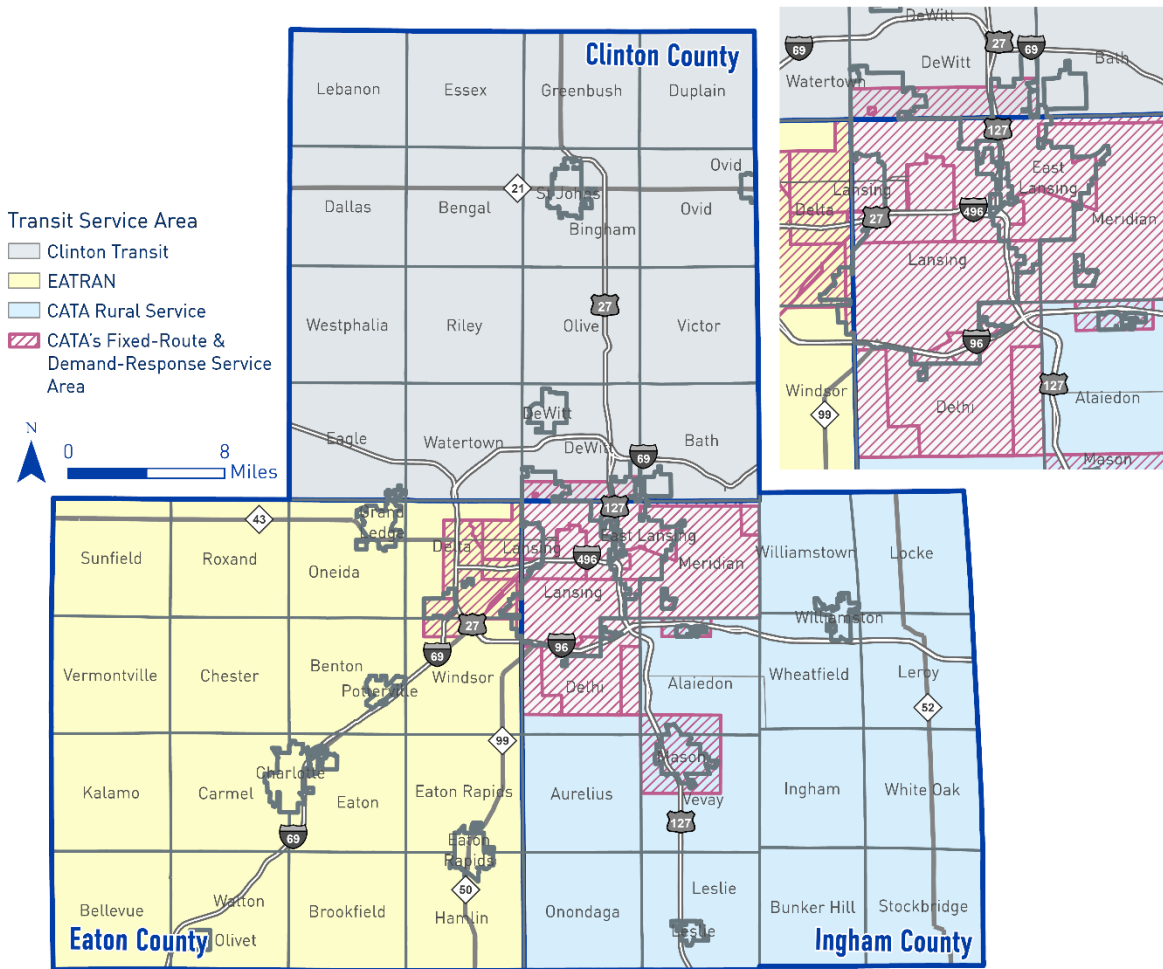 Clinton County
Lebanon
Essex
Greenbush
Duplain
Ovid
21
St Johns
Dallas
Bengal
Ovid
Bingham
27
Westphalia
Riley
Olive
Victor
DeWitt
Eagle
Watertown
DeWitt
Bath
69
Transit Service Area
Clinton Transit
EATRAN
CATA Rural Service
CATA's Fixed-Route &
Demand-Response Service
Area
N
0 8
Miles
DeWitt
69
27
69
DeWitt
Bath
Watertown
127
East
Lansing
Lansing
Delta
27
496
Meridian
Lansing
96
Windsor
99
127
Alaiedon
Delhi
Mason
43
Grand
Ledge
127
Sunfield
Roxand
Oneida
Delta
Lansing
East Lansing
496
Meridian
Williamstown
Locke
Lansing
27
69
96
Williamston
Vermontville
Chester
Benton
Potterville
Windsor
Delhi
Alaiedon
Wheatfield
Leroy
52
99
Charlotte
Mason
Kalamo
Carmel
Eaton
Eaton Rapids
Aurelius
Vevay
Ingham
White Oak
69
127
Eaton
Rapids
50
Walton
Leslie
Bellevue
Brookfield
Hamlin
Onondaga
Bunker Hill
Stockbridge
Olivet
Leslie
Eaton County
Ingham County